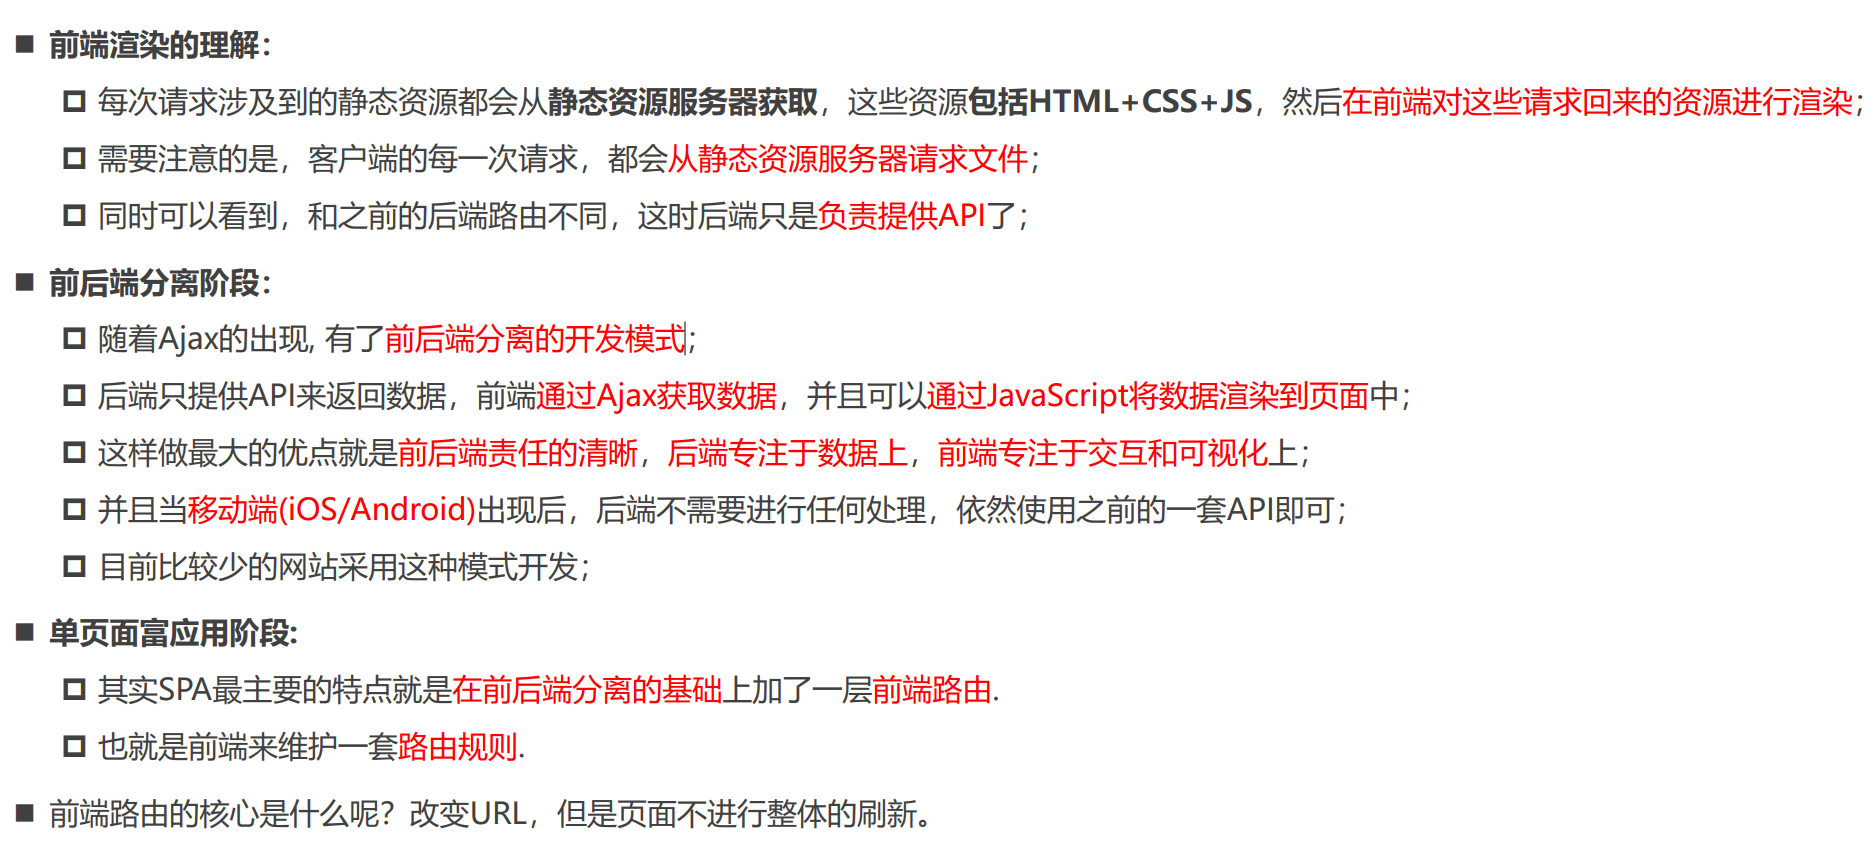 前端渲染的理解：
每次请求涉及到的静态资源都会从静态资源服务器获取，这些资源包括HTML+CSS+JS，然后在前端对这些请求回来的资源进行渲染；
需要注意的是，客户端的每一次请求，都会从静态资源服务器请求文件；
同时可以看到，和之前的后端路由不同，这时后端只是负责提供API了；
前后端分离阶段：
随着Ajax的出现, 有了前后端分离的开发模式；
后端只提供API来返回数据，前端通过Ajax获取数据，并且可以通过JavaScript将数据渲染到页面中；
这样做最大的优点就是前后端责任的清晰，后端专注于数据上，前端专注于交互和可视化上；
并且当移动端(iOS/Android)出现后，后端不需要进行任何处理，依然使用之前的一套API即可；
目前比较少的网站采用这种模式开发；
单页面富应用阶段:
其实SPA最主要的特点就是在前后端分离的基础上加了一层前端路由.
也就是前端来维护一套路由规则.
前端路由的核心是什么呢？改变URL，但是页面不进行整体的刷新。